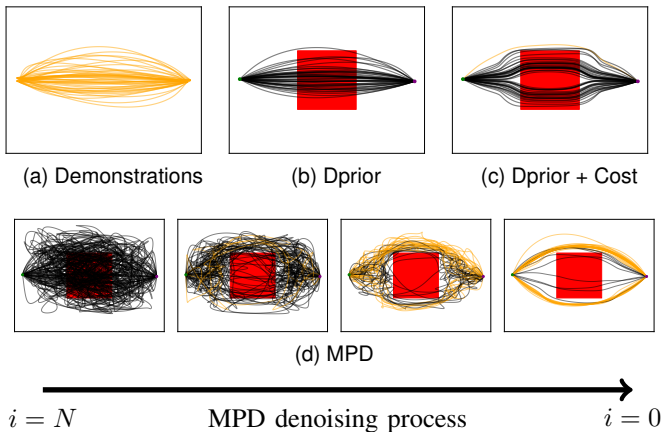 (a) Demonstrations
(b) Dprior
(c) Dprior + Cost
(d) MPD
i = N MPD denoising process i = 0